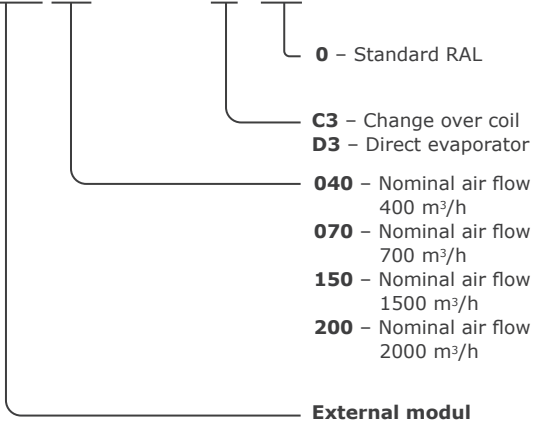 0 – Standard RAL
C3 – Change over coil
D3 – Direct evaporator
040 – Nominal air flow
400 m³/h
070 – Nominal air flow
700 m³/h
150 – Nominal air flow
1500 m³/h
200 – Nominal air flow
2000 m³/h
External modul